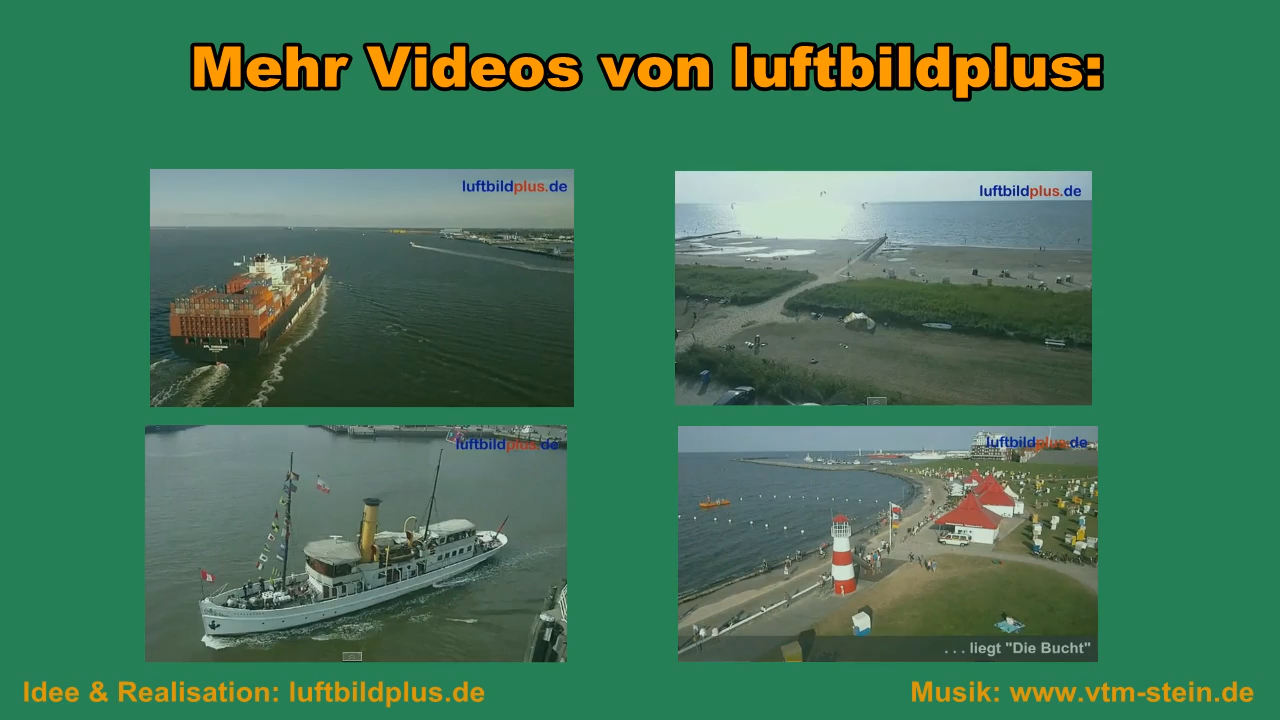 Mehr Videos von luftbildplus:
luftbildplus.de
luftbildplus.de
luftbildplus.de
luftbildplus.de
. . . liegt "Die Bucht"
Idee & Realisation: luftbildplus.de
Musik: www.vtm-stein.de